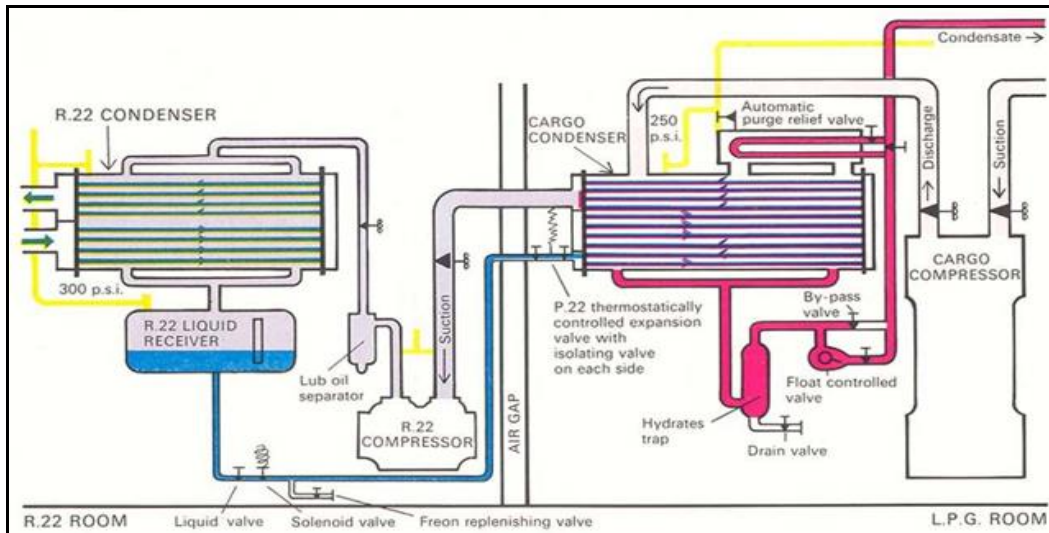 R.22 CONDENSER
300 p.s.i.
R.22 LIQUID
RECEIVER
Lub oil
separator
R.22
COMPRESSOR
Suction
AIR GAP
Liquid valve
Solenoid valve
Freon replenishing valve
R.22 ROOM
CARGO
CONDENSER
250
p.s.i.
Automatic
purge relief valve
Condensate
Discharge
Suction
P.22 thermostatically
controlled expansion
valve with
isolating valve
on each side
By-pass
valve
Float controlled
valve
Hydrates
trap
Drain valve
CARGO
COMPRESSOR
L.P.G. ROOM